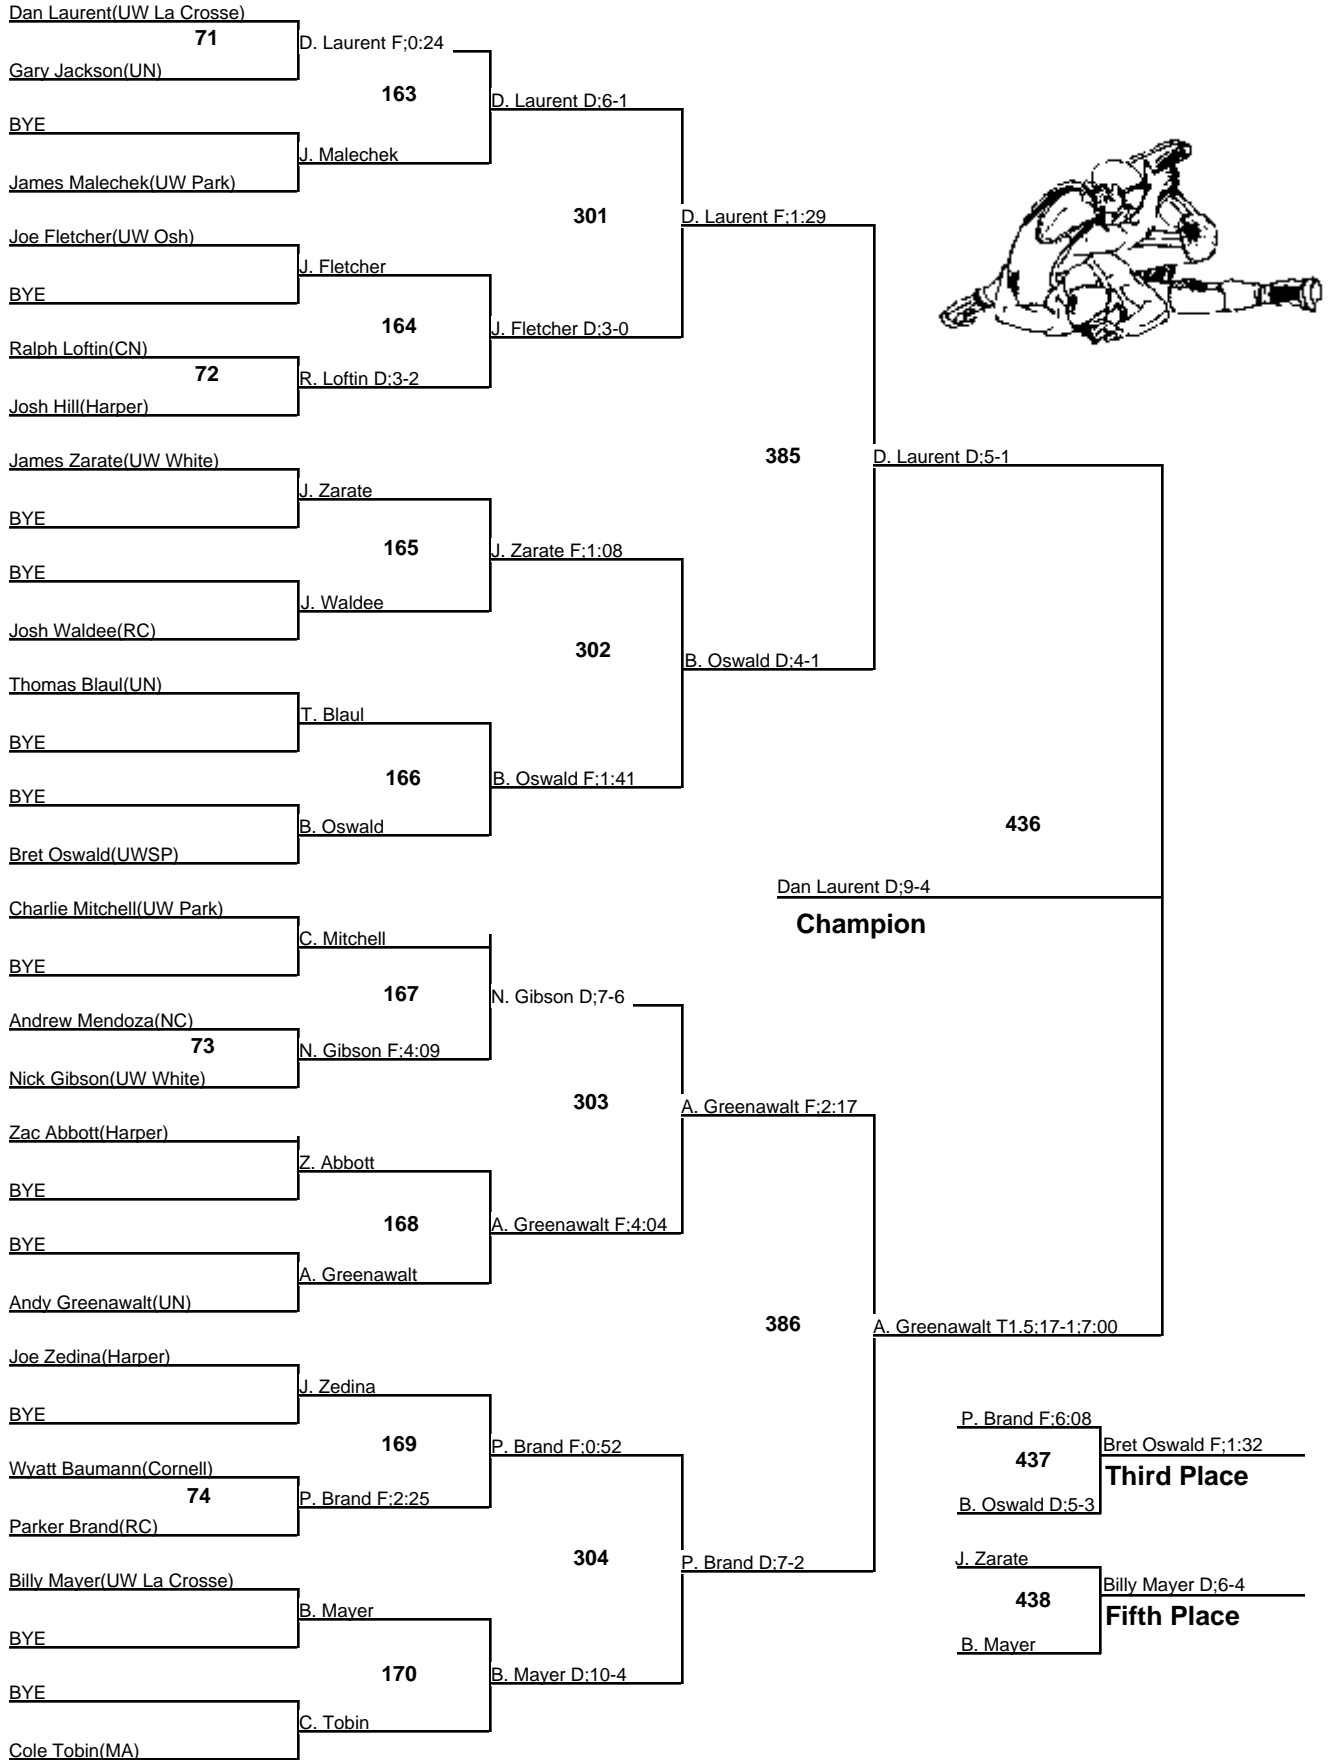 Dan Laurent(UW La Crosse)
71
D. Laurent F;0:24
Gary Jackson(UN)
163
D. Laurent D;6-1
BYE
J. Malechek
James Malechek(UW Park)
301
D. Laurent F;1:29
Joe Fletcher(UW Osh)
J. Fletcher
BYE
164
J. Fletcher D;3-0
Ralph Loftin(CN)
72
R. Loftin D;3-2
Josh Hill(Harper)
385
D. Laurent D;5-1
James Zarate(UW White)
J. Zarate
BYE
165
J. Zarate F;1:08
BYE
J. Waldee
Josh Waldee(RC)
302
B. Oswald D;4-1
Thomas Blaul(UN)
T. Blaul
BYE
166
B. Oswald F;1:41
BYE
B. Oswald
Bret Oswald(UWSP)
436
Dan Laurent D;9-4
Champion
Charlie Mitchell(UW Park)
C. Mitchell
BYE
167
N. Gibson D;7-6
Andrew Mendoza(NC)
73
N. Gibson F;4:09
Nick Gibson(UW White)
303
A. Greenawalt F;2:17
Zac Abbott(Harper)
Z. Abbott
BYE
168
A. Greenawalt F;4:04
BYE
A. Greenawalt
Andy Greenawalt(UN)
386
A. Greenawalt T1.5;17-1;7:00
Joe Zedina(Harper)
J. Zedina
BYE
169
P. Brand F;0:52
Wyatt Baumann(Cornell)
74
P. Brand F;2:25
Parker Brand(RC)
304
P. Brand D;7-2
Billy Mayer(UW La Crosse)
B. Mayer
BYE
170
B. Mayer D;10-4
BYE
C. Tobin
Cole Tobin(MA)
P. Brand F;6:08
437
Bret Oswald F;1:32
Third Place
B. Oswald D;5-3
J. Zarate
438
Billy Mayer D;6-4
Fifth Place
B. Mayer